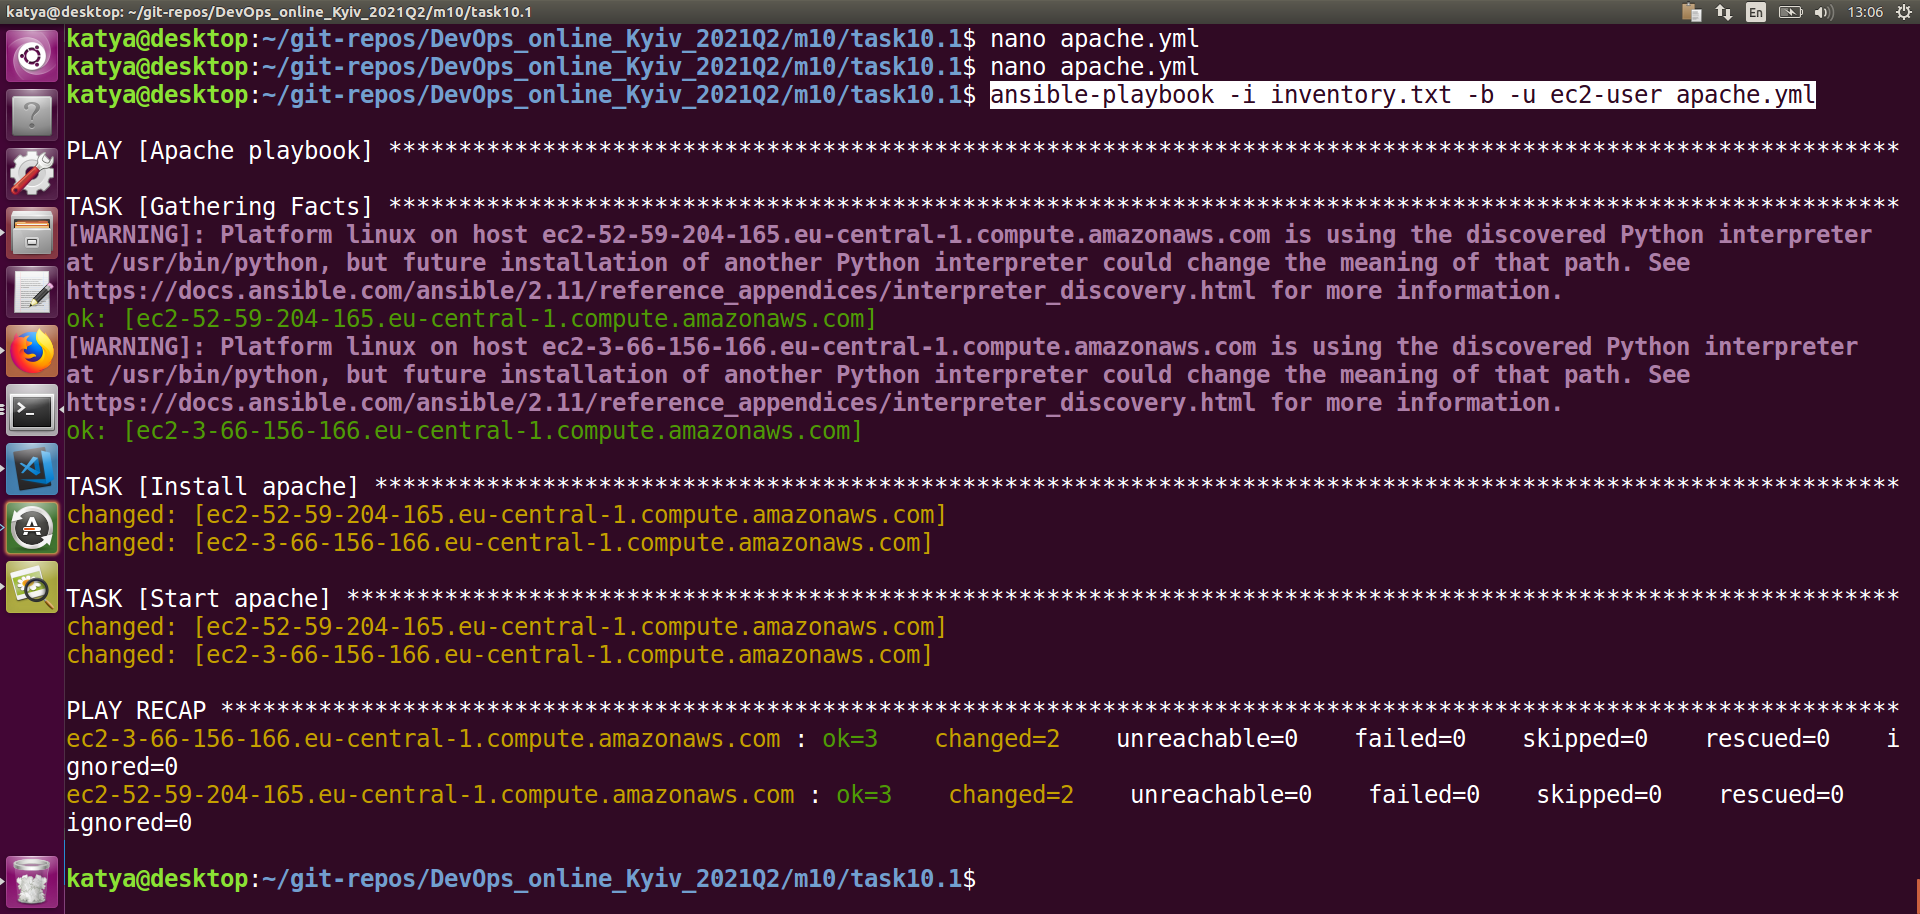 katya@desktop: ~/git-repos/DevOps_online_Kyiv_2021Q2/m10/task10.1
En
13:06
katya@desktop:~/git-repos/DevOps_online_Kyiv_2021Q2/m10/task10.1$ nano apache.yml
katya@desktop:~/git-repos/DevOps_online_Kyiv_2021Q2/m10/task10.1$ nano apache.yml
katya@desktop:~/git-repos/DevOps_online_Kyiv_2021Q2/m10/task10.1$ ansible-playbook -i inventory.txt -b -u ec2-user apache.yml
PLAY [Apache playbook] ************************************************************************************************************
TASK [Gathering Facts] ************************************************************************************************************
[WARNING]: Platform linux on host ec2-52-59-204-165.eu-central-1.compute.amazonaws.com is using the discovered Python interpreter
at /usr/bin/python, but future installation of another Python interpreter could change the meaning of that path. See
https://docs.ansible.com/ansible/2.11/reference_appendices/interpreter_discovery.html for more information.
ok: [ec2-52-59-204-165.eu-central-1.compute.amazonaws.com]
[WARNING]: Platform linux on host ec2-3-66-156-166.eu-central-1.compute.amazonaws.com is using the discovered Python interpreter
at /usr/bin/python, but future installation of another Python interpreter could change the meaning of that path. See
https://docs.ansible.com/ansible/2.11/reference_appendices/interpreter_discovery.html for more information.
ok: [ec2-3-66-156-166.eu-central-1.compute.amazonaws.com]
TASK [Install apache] *************************************************************************************************************
changed: [ec2-52-59-204-165.eu-central-1.compute.amazonaws.com]
changed: [ec2-3-66-156-166.eu-central-1.compute.amazonaws.com]
TASK [Start apache] ***************************************************************************************************************
changed: [ec2-52-59-204-165.eu-central-1.compute.amazonaws.com]
changed: [ec2-3-66-156-166.eu-central-1.compute.amazonaws.com]
PLAY RECAP ************************************************************************************************************************
ec2-3-66-156-166.eu-central-1.compute.amazonaws.com : ok=3    changed=2    unreachable=0    failed=0    skipped=0    rescued=0    i
gnored=0
ec2-52-59-204-165.eu-central-1.compute.amazonaws.com : ok=3    changed=2    unreachable=0    failed=0    skipped=0    rescued=0
ignored=0
katya@desktop:~/git-repos/DevOps_online_Kyiv_2021Q2/m10/task10.1$